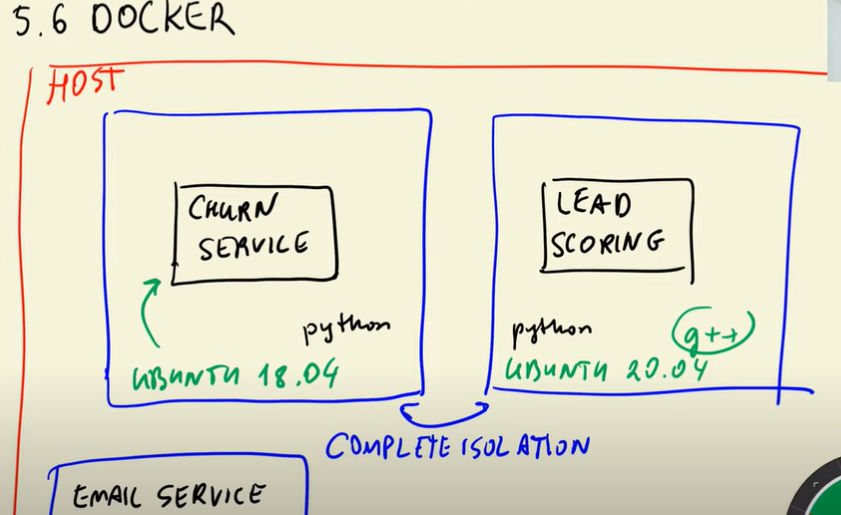 5.6 DOCKER
HOST
CHURN
SERVICE
python
UBUNTU 18.04
LEAD
SCORING
python
g++
UBUNTU 20.04
COMPLETE ISOLATION
EMAIL SERVICE